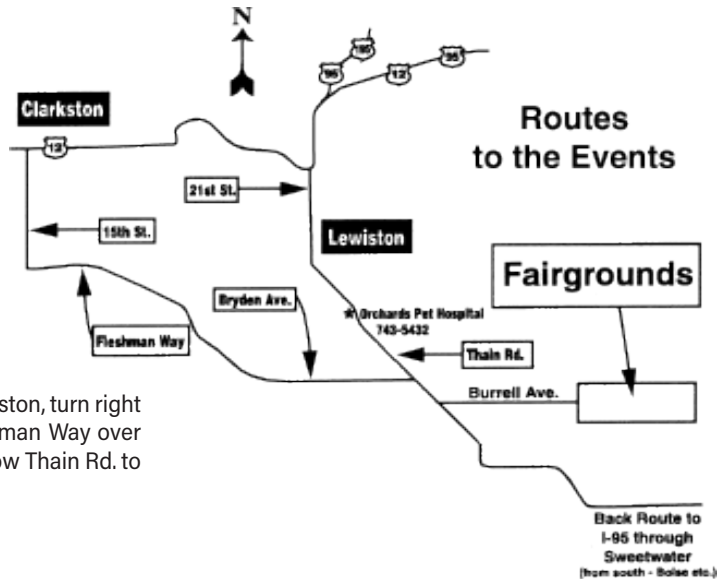 N
195
95
12
95
Clarkston
12
Routes
to the Events
21st St.
15th St.
Lewiston
Fairgrounds
Bryden Ave.
Orchards Pet Hospital
743-5432
Fleshman Way
Thain Rd.
Burrell Ave.
ston, turn right
man Way over
ow Thain Rd. to
Back Route to
I-95 through
Sweetwater
(from south - Boise etc.)